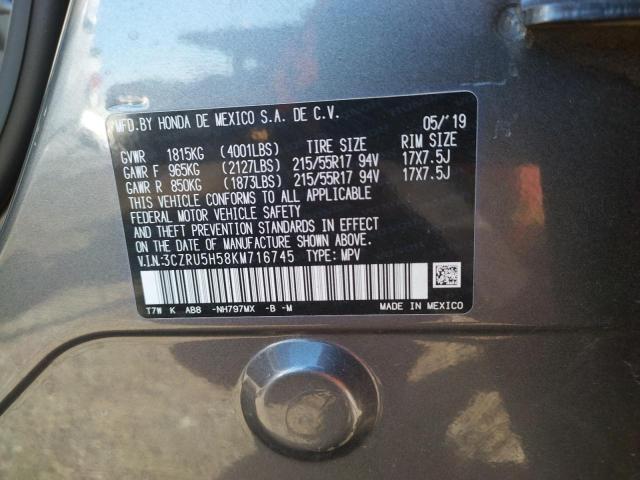 MFD.BY HONDA DE MEXICO S.A. DE C.V. 05/'19
GVWR 1815KG (4001LBS) TIRE SIZE RIM SIZE
GAWR F 965KG (2127LBS) 215/55R17 94V 17X7.5J
GAWR R 850KG (1873LBS) 215/55R17 94V 17X7.5J
THIS VEHICLE CONFORMS TO ALL APPLICABLE
FEDERAL MOTOR VEHICLE SAFETY
AND THEFT PREVENTION STANDARDS IN EFFECT
ON THE DATE OF MANUFACTURE SHOWN ABOVE.
V.I.N.:3CZRU5H58KM716745 TYPE: MPV
T7W K AB8 -NH797MX -B -M MADE IN MEXICO